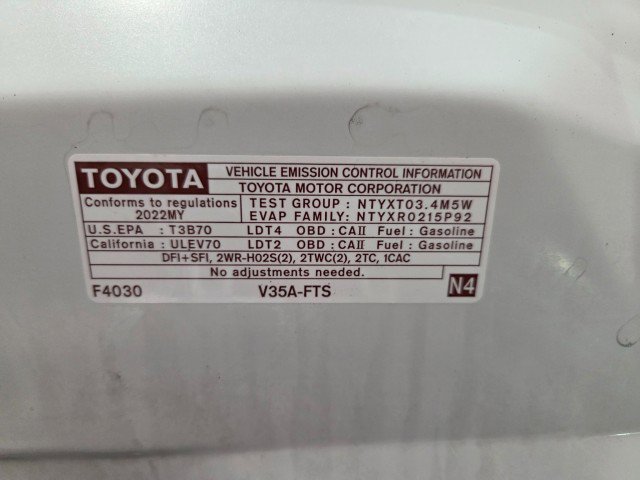 TOYOTA
VEHICLE EMISSION CONTROL INFORMATION
TOYOTA MOTOR CORPORATION
Conforms to regulations
2022MY
TEST GROUP : NTYXT03.4M5W
EVAP FAMILY: NTYXR0215P92
U.S.EPA : T3B70 LDT4 OBD : CAII Fuel : Gasoline
California : ULEV70 LDT2 OBD : CAII Fuel : Gasoline
DFI+SFI, 2WR-HO2S(2), 2TWC(2), 2TC, 1CAC
No adjustments needed.
F4030 V35A-FTS N4